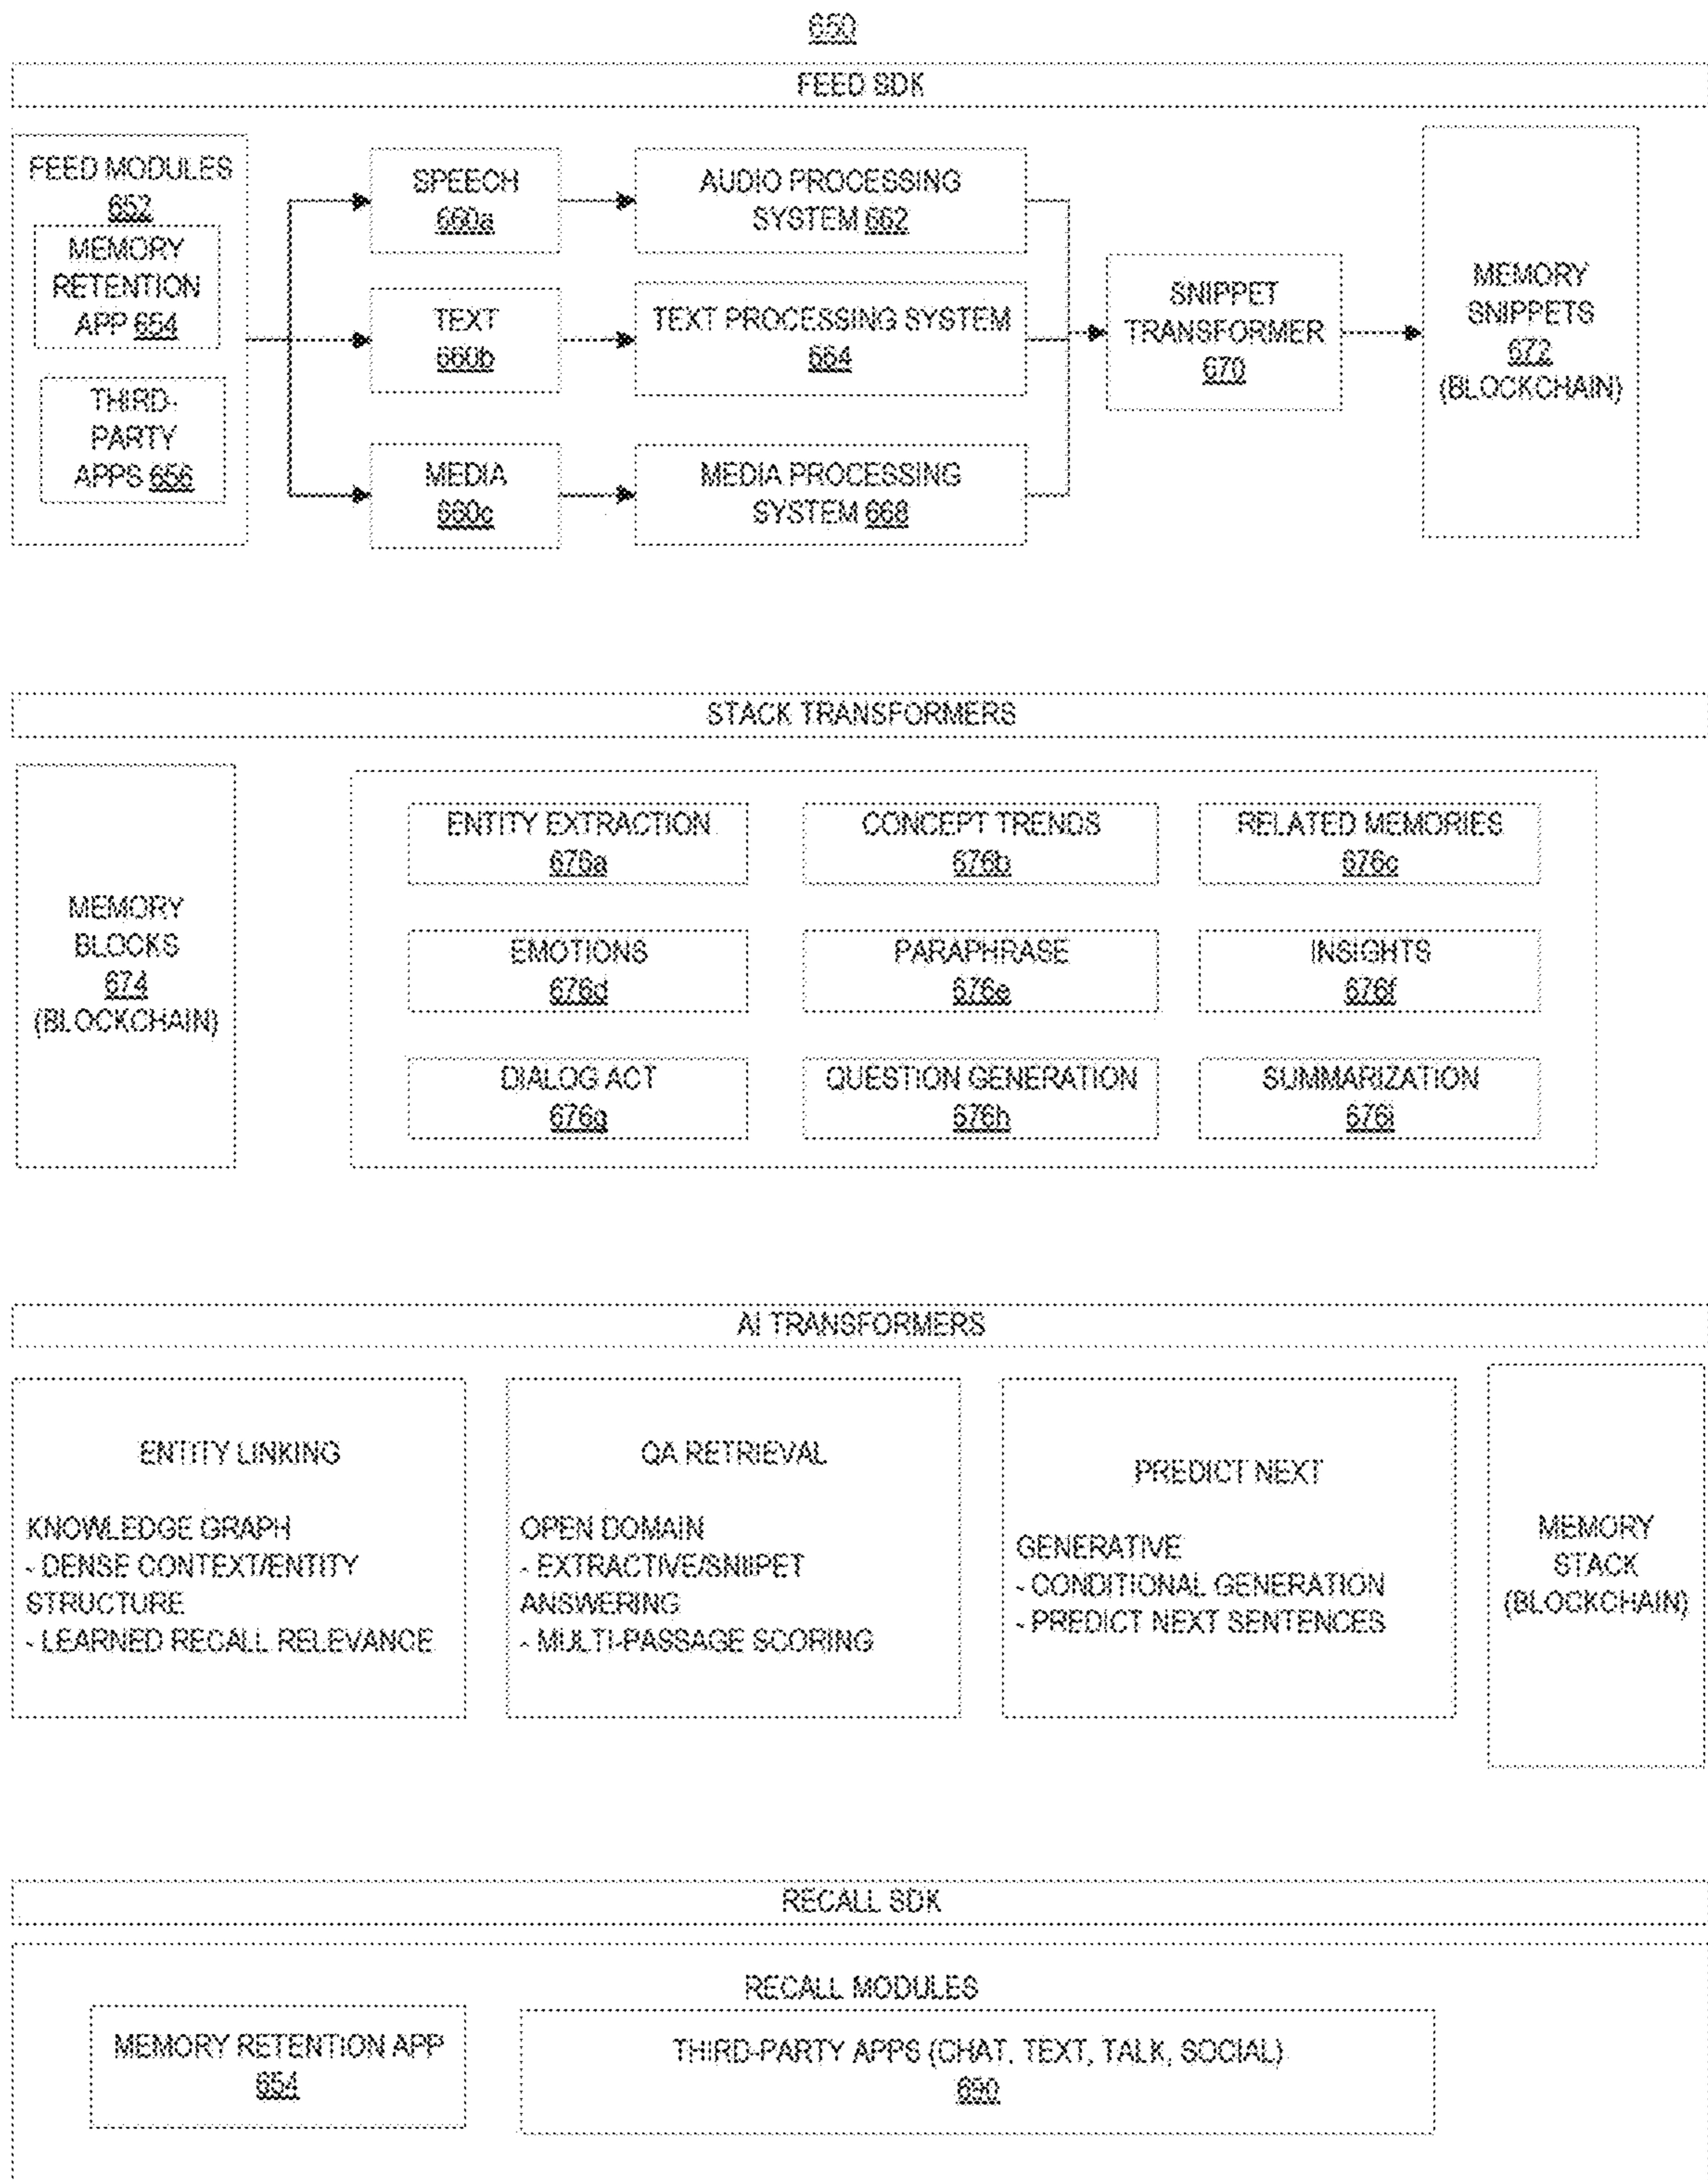 650
FEED SDK
FEED MODULES
652
MEMORY
RETENTION
APP 654
THIRD-
PARTY
APPS 656
SPEECH
660a
TEXT
660b
MEDIA
660c
AUDIO PROCESSING
SYSTEM 662
TEXT PROCESSING SYSTEM
664
MEDIA PROCESSING
SYSTEM 668
SNIPPET
TRANSFORMER
670
MEMORY
SNIPPETS
672
(BLOCKCHAIN)
STACK TRANSFORMERS
MEMORY
BLOCKS
674
(BLOCKCHAIN)
ENTITY EXTRACTION
676a
CONCEPT TRENDS
676b
RELATED MEMORIES
676c
EMOTIONS
676d
PARAPHRASE
676e
INSIGHTS
676f
DIALOG ACT
676g
QUESTION GENERATION
676h
SUMMARIZATION
676i
AI TRANSFORMERS
ENTITY LINKING
KNOWLEDGE GRAPH
- DENSE CONTEXT/ENTITY
STRUCTURE
- LEARNED RECALL RELEVANCE
QA RETRIEVAL
OPEN DOMAIN
- EXTRACTIVE/SNIIPET
ANSWERING
- MULTI-PASSAGE SCORING
PREDICT NEXT
GENERATIVE
- CONDITIONAL GENERATION
- PREDICT NEXT SENTENCES
MEMORY
STACK
(BLOCKCHAIN)
RECALL SDK
RECALL MODULES
MEMORY RETENTION APP
654
THIRD-PARTY APPS (CHAT, TEXT, TALK, SOCIAL)
690